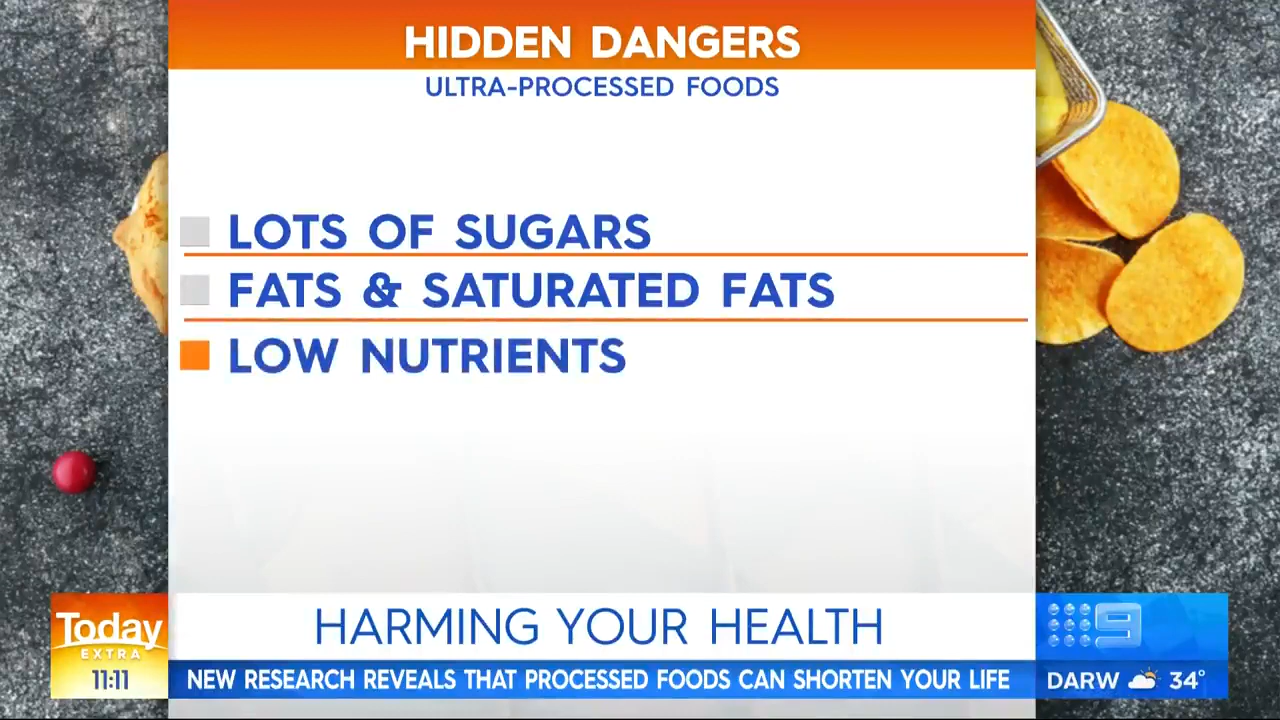 HIDDEN DANGERS
ULTRA-PROCESSED FOODS
LOTS OF SUGARS
FATS & SATURATED FATS
LOW NUTRIENTS
HARMING YOUR HEALTH
Today
EXTRA
11:11
9
NEW RESEARCH REVEALS THAT PROCESSED FOODS CAN SHORTEN YOUR LIFE
DARW 34°